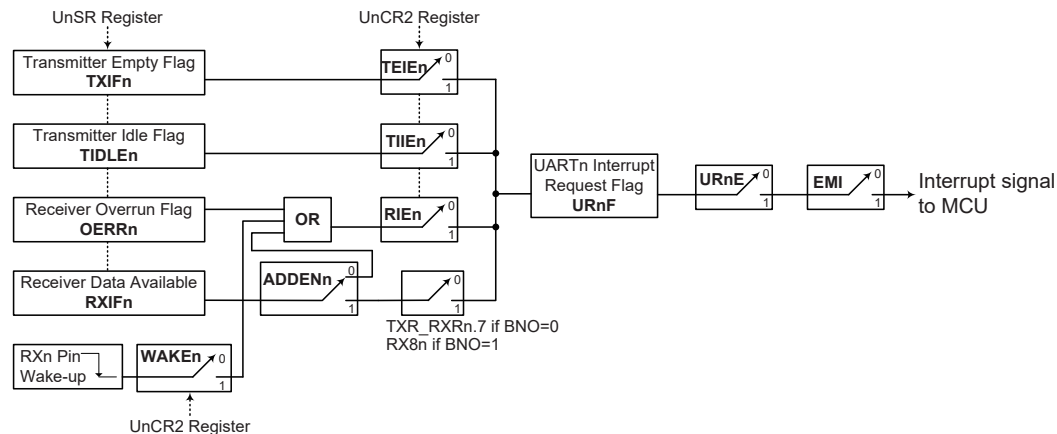 UnSR Register
UnCR2 Register
Transmitter Empty Flag
TXIFn
TEIEn
0
1
Transmitter Idle Flag
TIDLEn
TIIEn
0
1
UARTn Interrupt
Request Flag
URnF
URnE
0
1
EMI
0
1
Interrupt signal
to MCU
Receiver Overrun Flag
OERRn
OR
RIEn
0
1
Receiver Data Available
RXIFn
ADDENn
0
1
0
1
TXR_RXRn.7 if BNO=0
RX8n if BNO=1
RXn Pin
Wake-up
WAKEn
0
1
UnCR2 Register